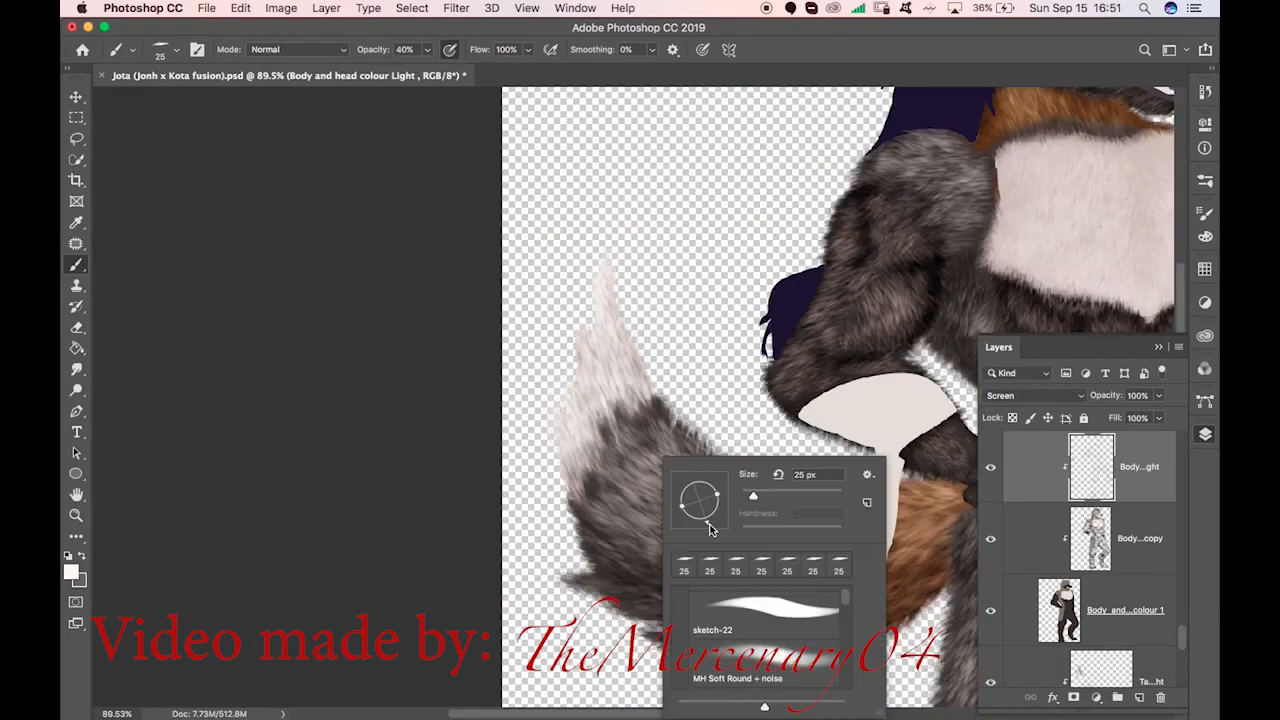 Photoshop CC File Edit Image Layer Type Select Filter 3D View Window Help 36% Sun Sep 15 16:51
Adobe Photoshop CC 2019
25 Mode: Normal Opacity: 40% Flow: 100% Smoothing: 0%
Jota (Jonh x Kota fusion).psd @ 89.5% (Body and head colour Light , RGB/8*) *
Layers
Kind
Screen Opacity: 100%
Lock: Fill: 100%
Body...ght
Body...copy
Body_and...colour 1
Ta...ht
Size: 25 px
Hardness:
25 25 25 25 25 25 25
sketch-22
MH Soft Round + noise
Video made by: TheMercenary04
89.53% Doc: 7.73M/512.8M